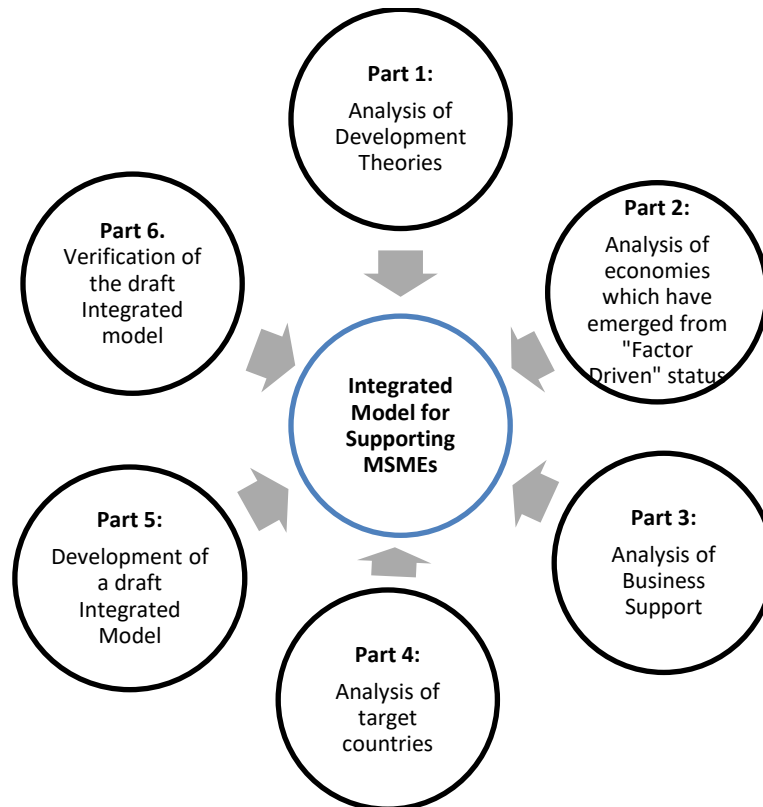 Part 1:
Analysis of
Development
Theories
Part 2:
Analysis of
economies
which have
emerged from
"Factor
Driven" status
Part 3:
Analysis of
Business
Support
Part 4:
Analysis of
target
countries
Part 5:
Development of
a draft
Integrated
Model
Part 6.
Verification of
the draft
Integrated
model
Integrated
Model for
Supporting
MSMEs